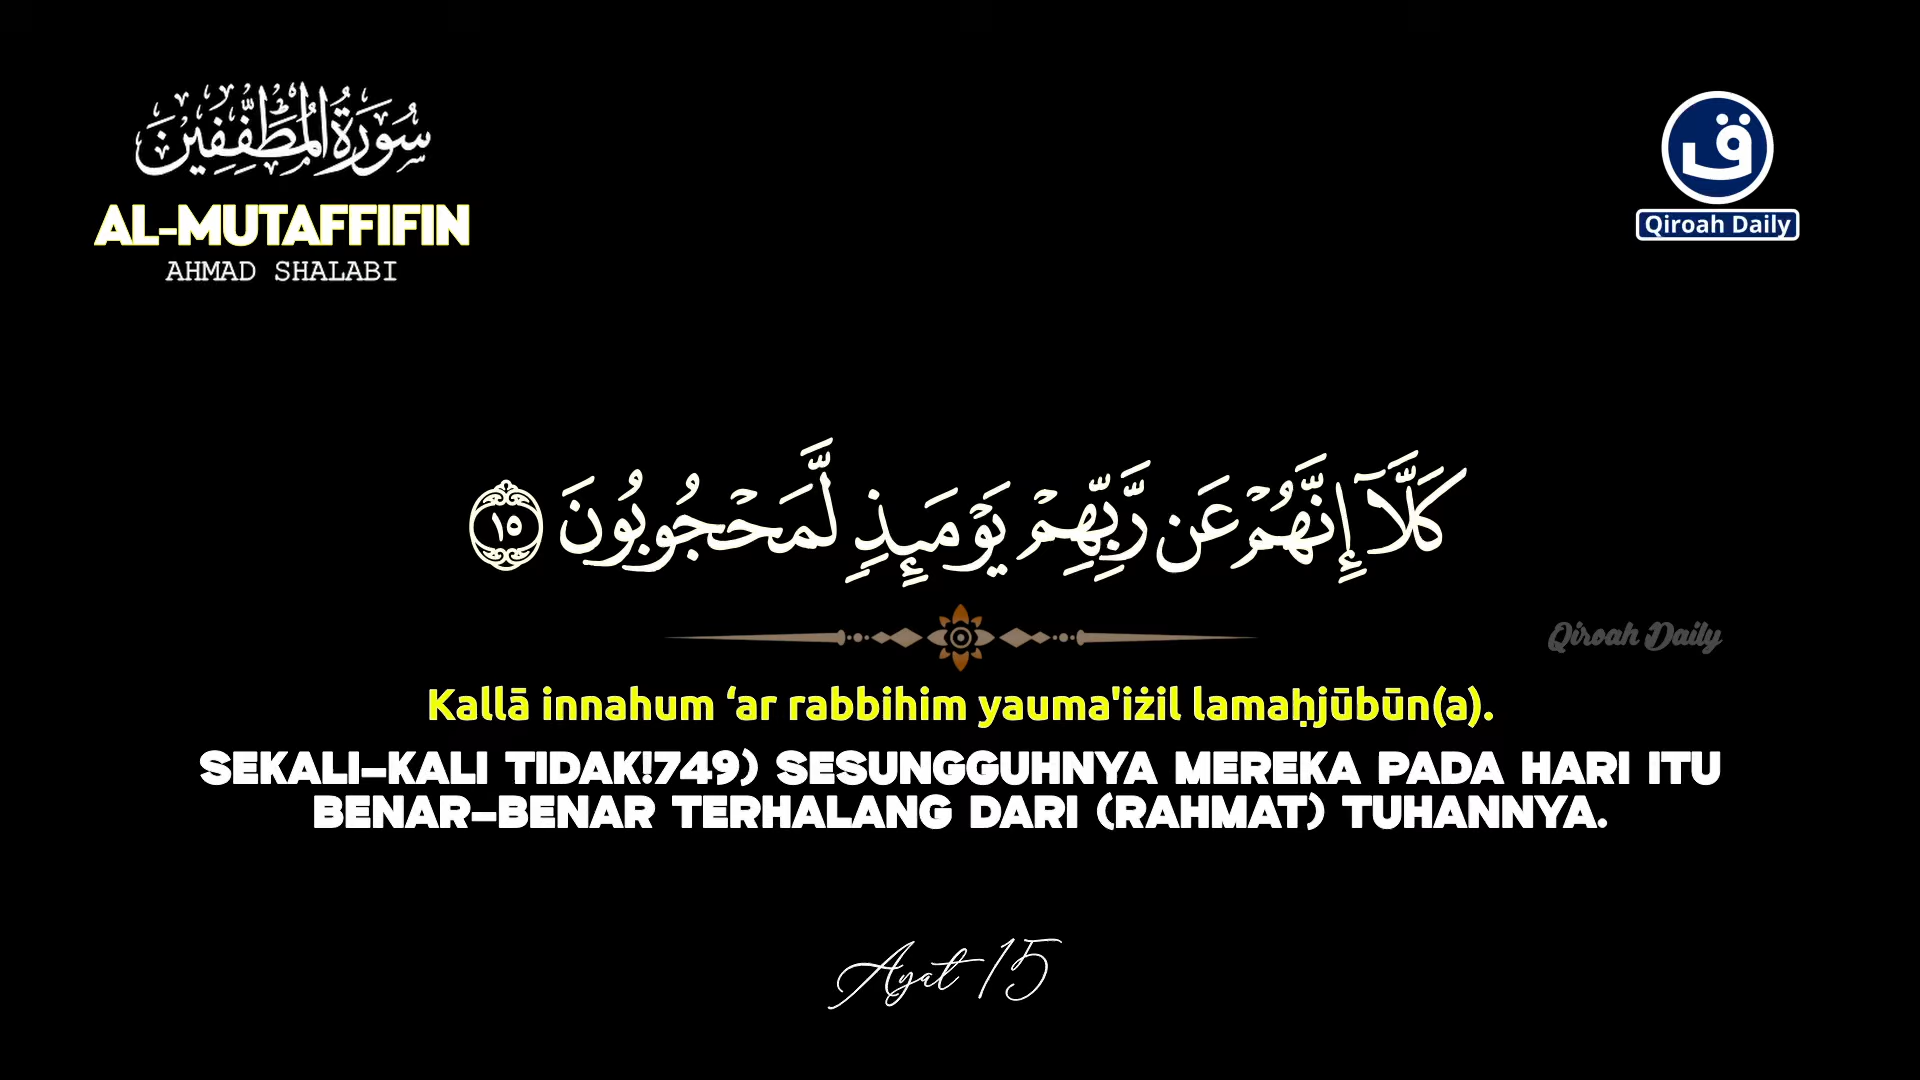 سُورَةُ الْمُطَفِّفِينَ
AL-MUTAFFIFIN
AHMAD SHALABI
ق
Qiroah Daily
كَلَّآ إِنَّهُمْ عَن رَّبِّهِمْ يَوْمَئِذٍ لَّمَحْجُوبُونَ ١٥
Qiroah Daily
Kallā innahum ‘ar rabbihim yauma'iżil lamaḥjūbūn(a).
SEKALI-KALI TIDAK!749) SESUNGGUHNYA MEREKA PADA HARI ITU
BENAR-BENAR TERHALANG DARI (RAHMAT) TUHANNYA.
Ayat 15